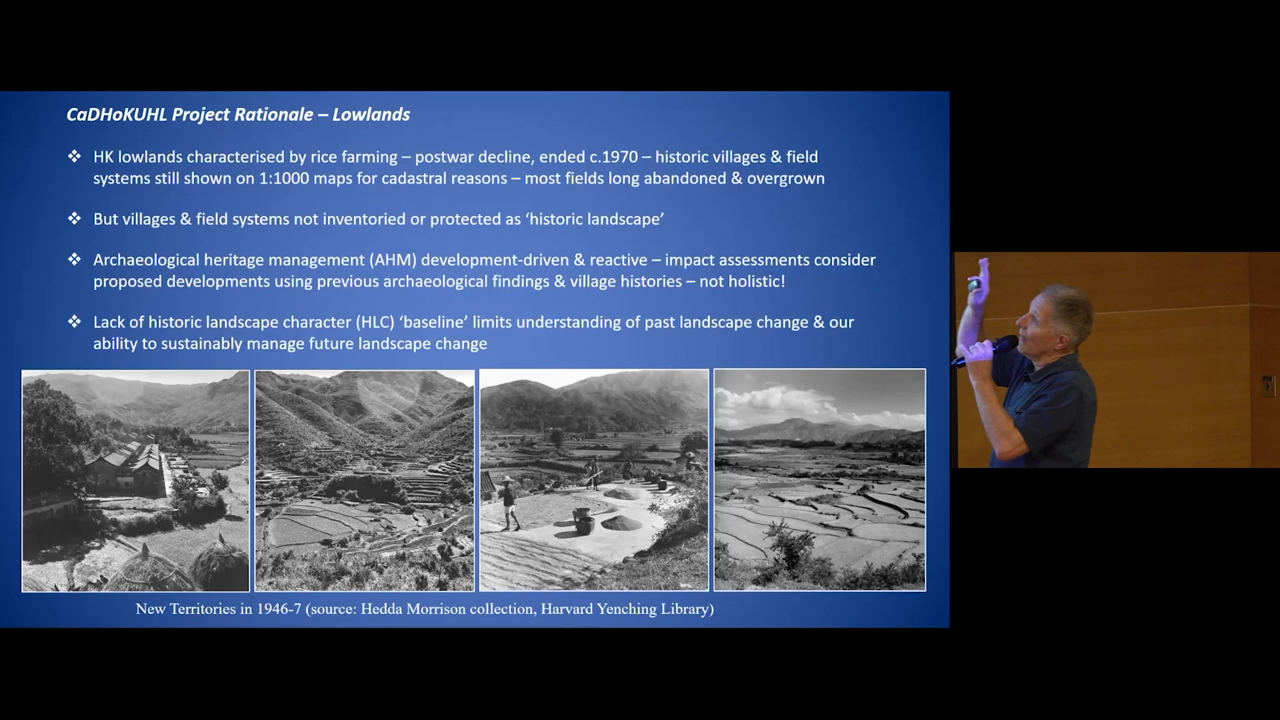 CaDHoKUHL Project Rationale – Lowlands
❖ HK lowlands characterised by rice farming – postwar decline, ended c.1970 – historic villages & field
systems still shown on 1:1000 maps for cadastral reasons – most fields long abandoned & overgrown
❖ But villages & field systems not inventoried or protected as ‘historic landscape’
❖ Archaeological heritage management (AHM) development-driven & reactive – impact assessments consider
proposed developments using previous archaeological findings & village histories – not holistic!
❖ Lack of historic landscape character (HLC) ‘baseline’ limits understanding of past landscape change & our
ability to sustainably manage future landscape change
New Territories in 1946-7 (source: Hedda Morrison collection, Harvard Yenching Library)